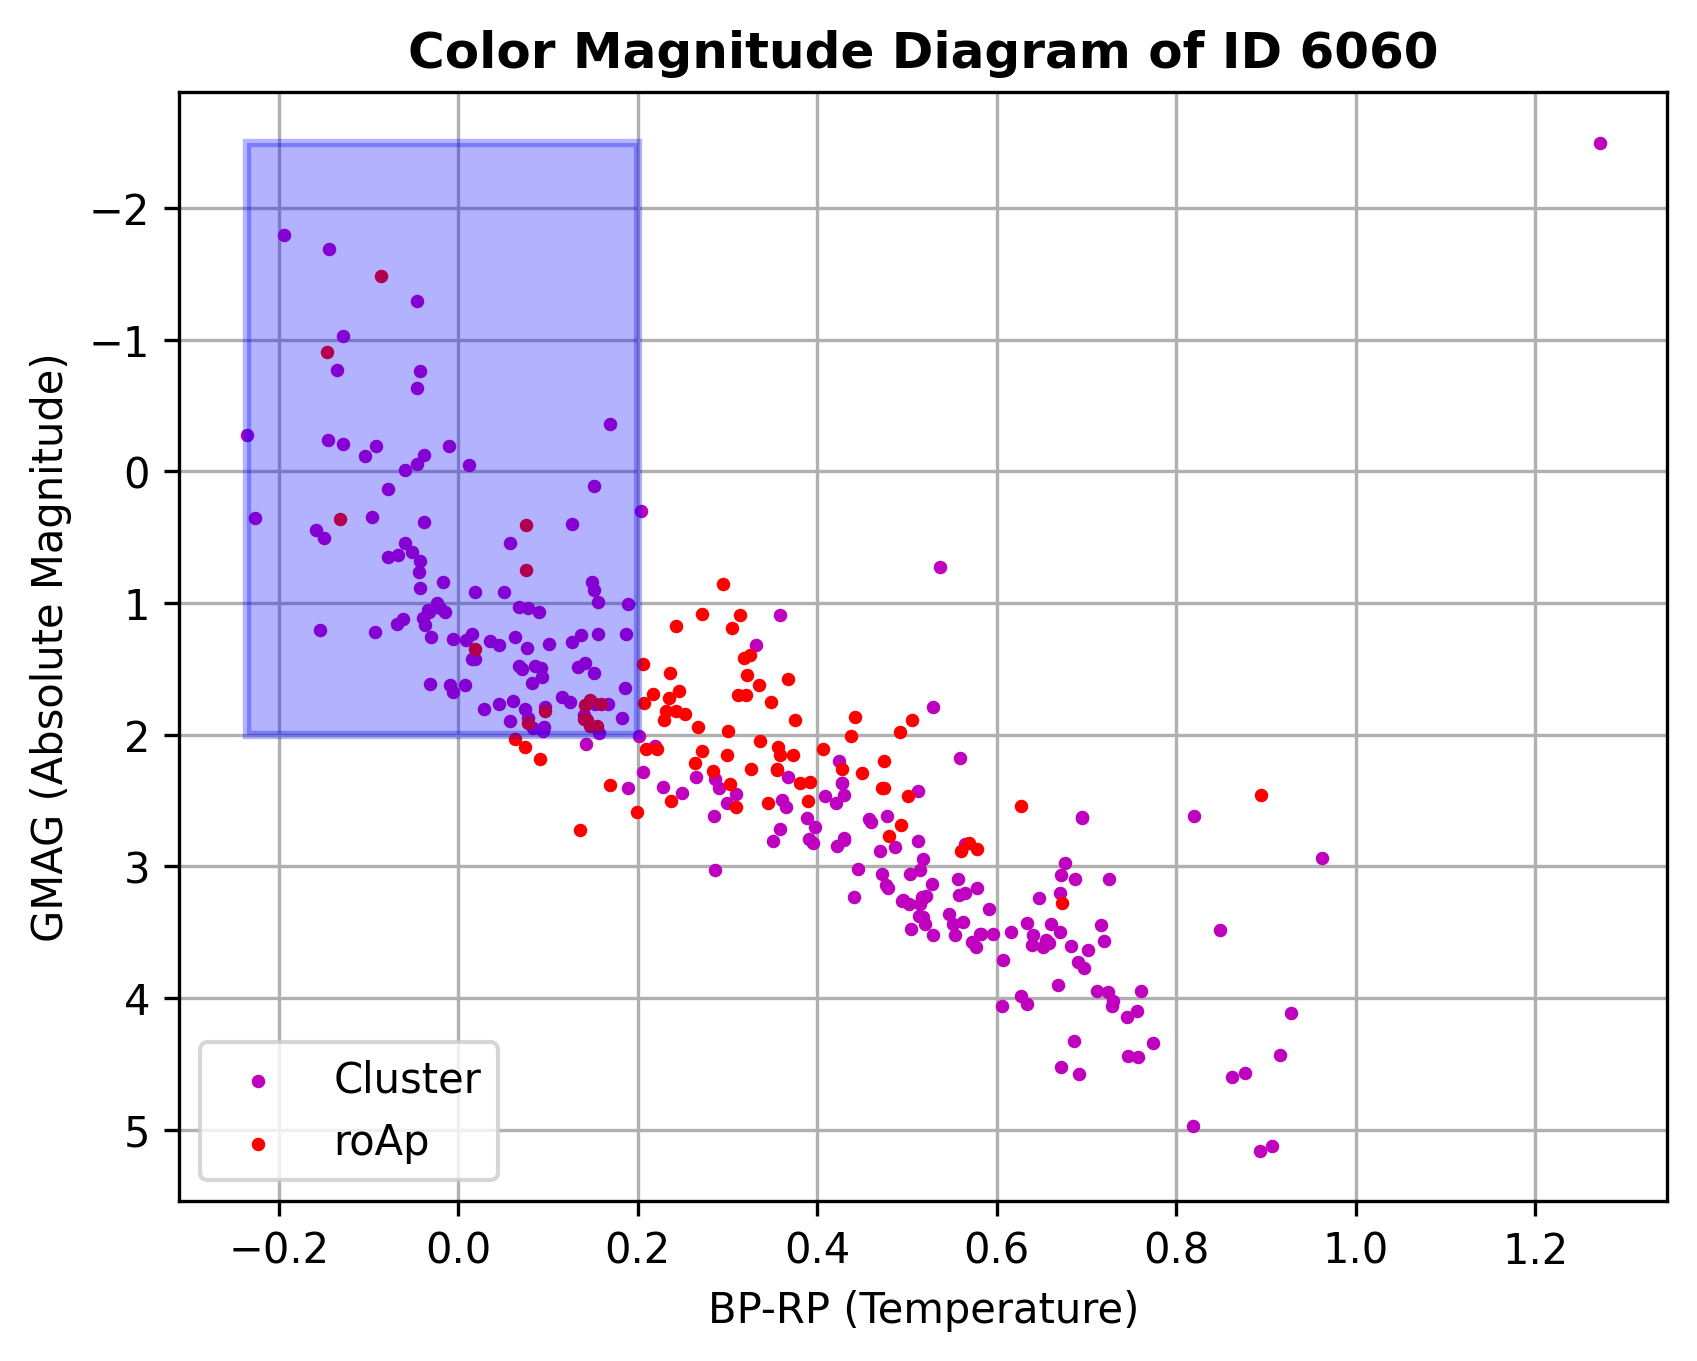 Color Magnitude Diagram of ID 6060
GMAG (Absolute Magnitude)
−2
−1
0
1
2
3
4
5
Cluster
roAp
−0.2 0.0 0.2 0.4 0.6 0.8 1.0 1.2
BP-RP (Temperature)